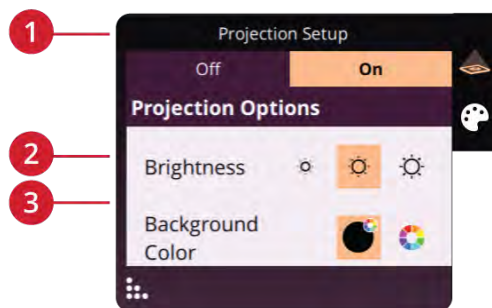 1
Projection Setup
Off On
Projection Options
2
Brightness
3
Background
Color